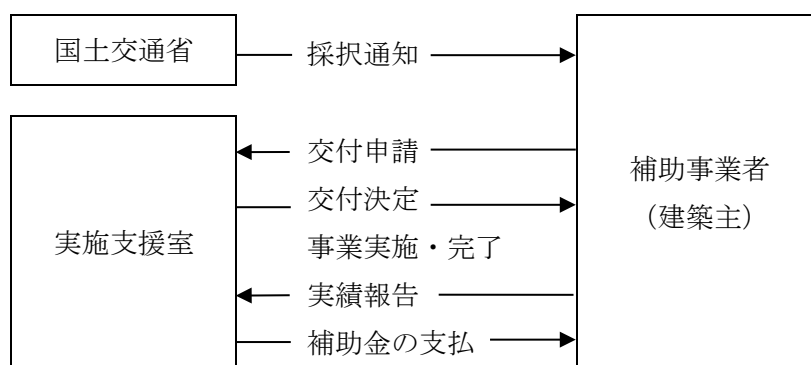 国土交通省
採択通知
交付申請
交付決定
事業実施・完了
実績報告
補助金の支払
実施支援室
補助事業者
（建築主）